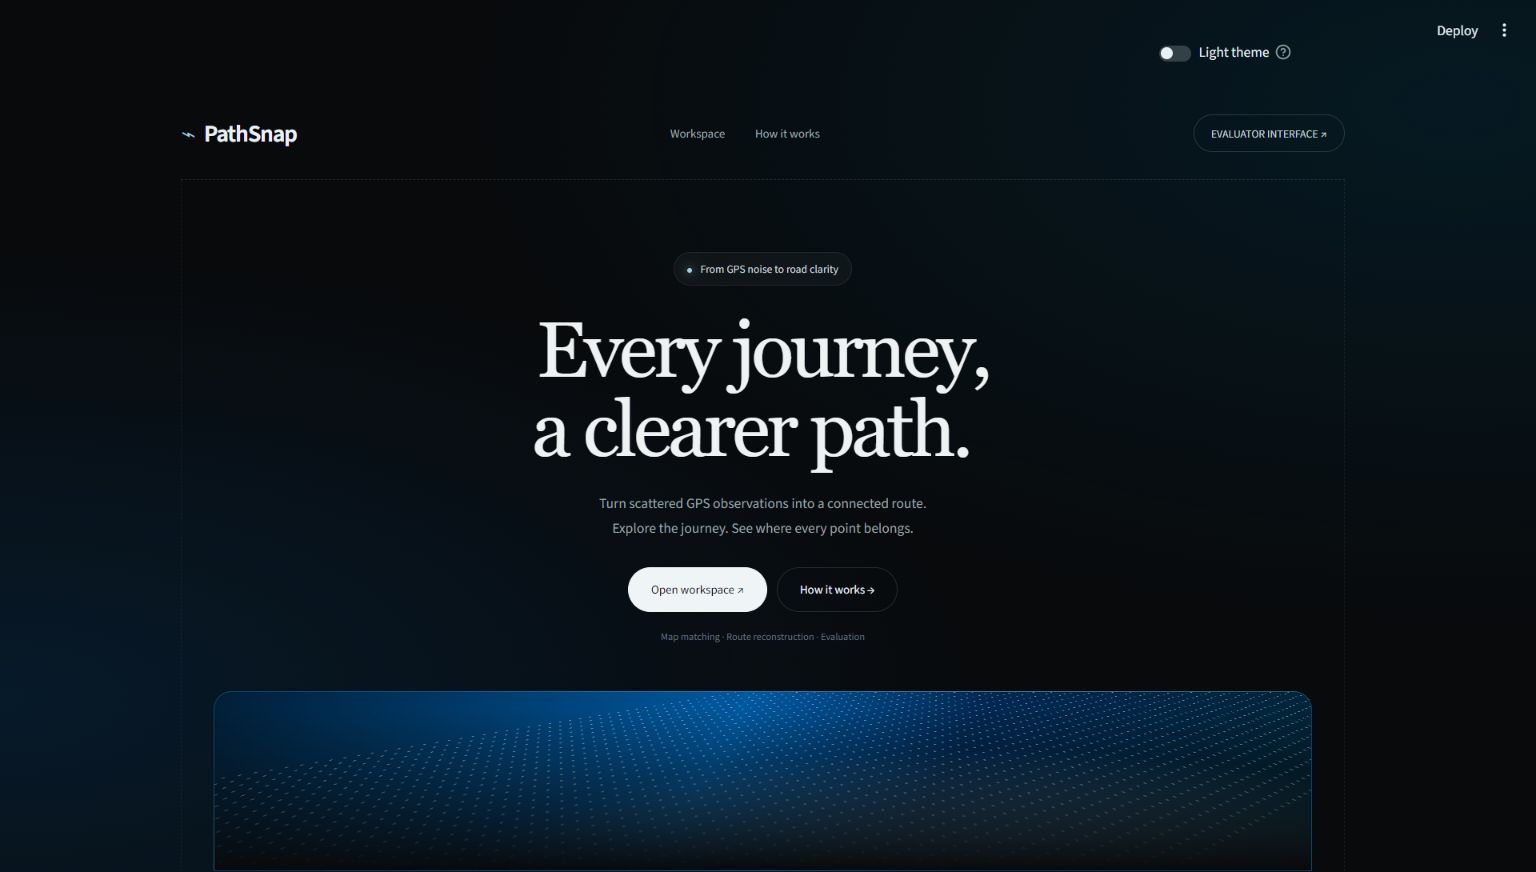 Deploy
Light theme
PathSnap
Workspace
How it works
EVALUATOR INTERFACE ↗
From GPS noise to road clarity
Every journey,
a clearer path.
Turn scattered GPS observations into a connected route.
Explore the journey. See where every point belongs.
Open workspace ↗
How it works →
Map matching · Route reconstruction · Evaluation